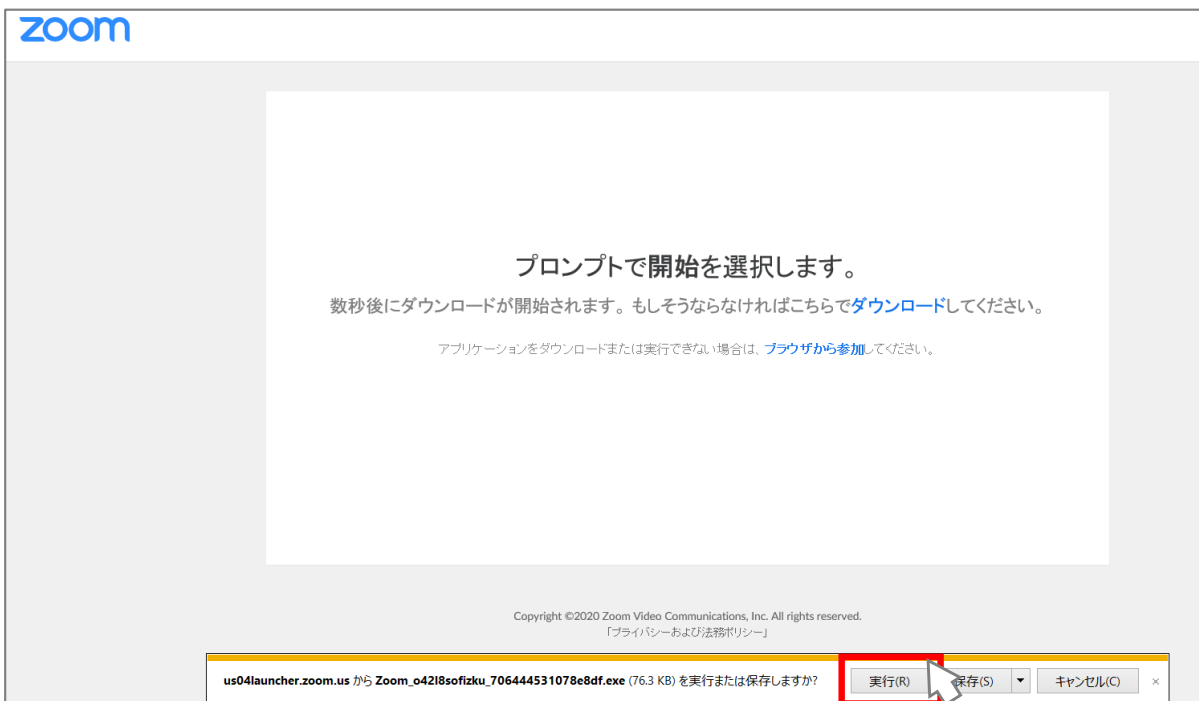 zoom
プロンプトで開始を選択します。
数秒後にダウンロードが開始されます。もしそうならなければこちらでダウンロードしてください。
アプリケーションをダウンロードまたは実行できない場合は、ブラウザから参加してください。
Copyright ©2020 Zoom Video Communications, Inc. All rights reserved.
「プライバシーおよび法務ポリシー」
us04launcher.zoom.us から Zoom_o42l8sofizku_706444531078e8df.exe (76.3 KB) を実行または保存しますか? 実行(R) 保存(S) ▼ キャンセル(C) ×